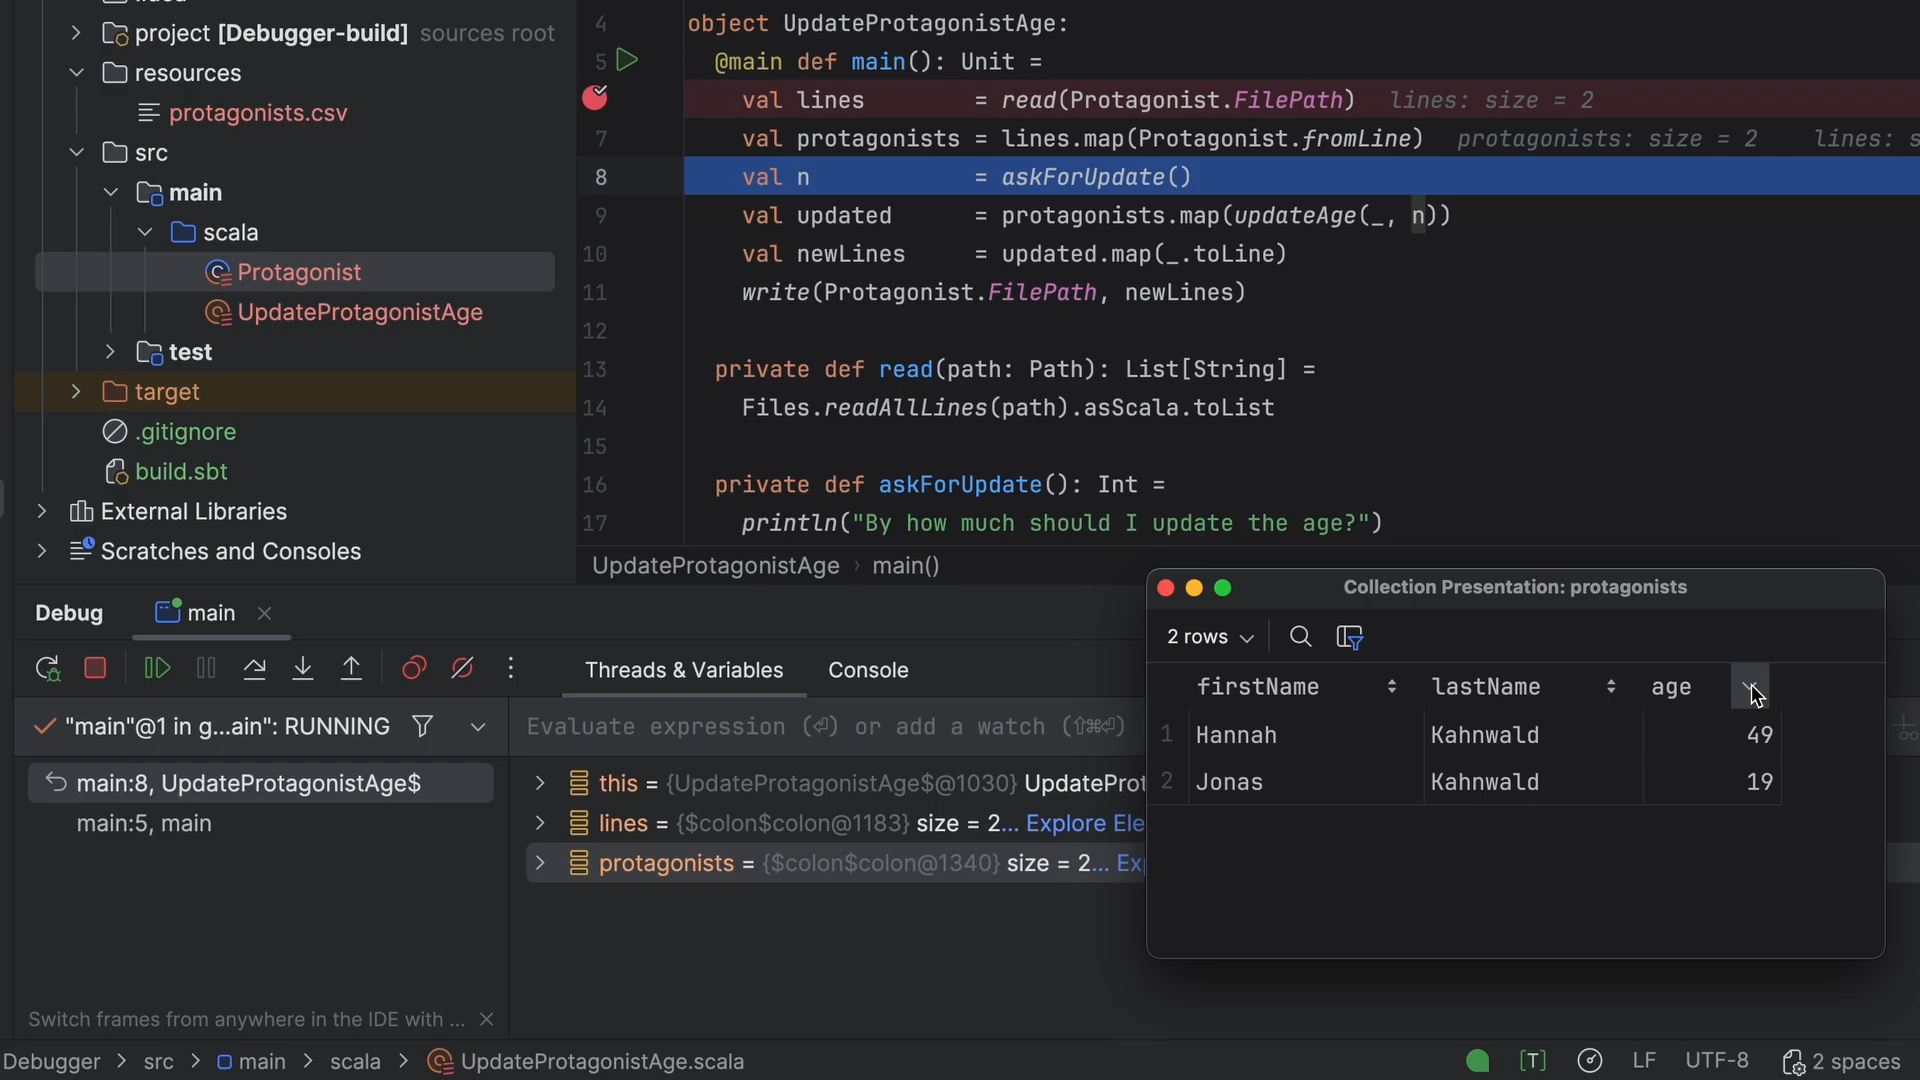 project [Debugger-build] sources root
resources
protagonists.csv
src
main
scala
Protagonist
UpdateProtagonistAge
test
target
.gitignore
build.sbt
External Libraries
Scratches and Consoles
4 object UpdateProtagonistAge:
5 @main def main(): Unit =
val lines = read(Protagonist.FilePath) lines: size = 2
7 val protagonists = lines.map(Protagonist.fromLine) protagonists: size = 2 lines: s
8 val n = askForUpdate()
9 val updated = protagonists.map(updateAge(_, n))
10 val newLines = updated.map(_.toLine)
11 write(Protagonist.FilePath, newLines)
12
13 private def read(path: Path): List[String] =
14 Files.readAllLines(path).asScala.toList
15
16 private def askForUpdate(): Int =
17 println("By how much should I update the age?")
UpdateProtagonistAge › main()
Debug main
Threads & Variables Console
"main"@1 in g...ain": RUNNING
main:8, UpdateProtagonistAge$
main:5, main
Switch frames from anywhere in the IDE with ...
Evaluate expression (⏎) or add a watch (⇧⌘⏎)
this = {UpdateProtagonistAge$@1030} UpdateProt
lines = {$colon$colon@1183} size = 2... Explore Ele
protagonists = {$colon$colon@1340} size = 2... Exp
Collection Presentation: protagonists
2 rows
firstName lastName age
1 Hannah Kahnwald 49
2 Jonas Kahnwald 19
Debugger > src > main > scala > UpdateProtagonistAge.scala
[T] LF UTF-8 2 spaces